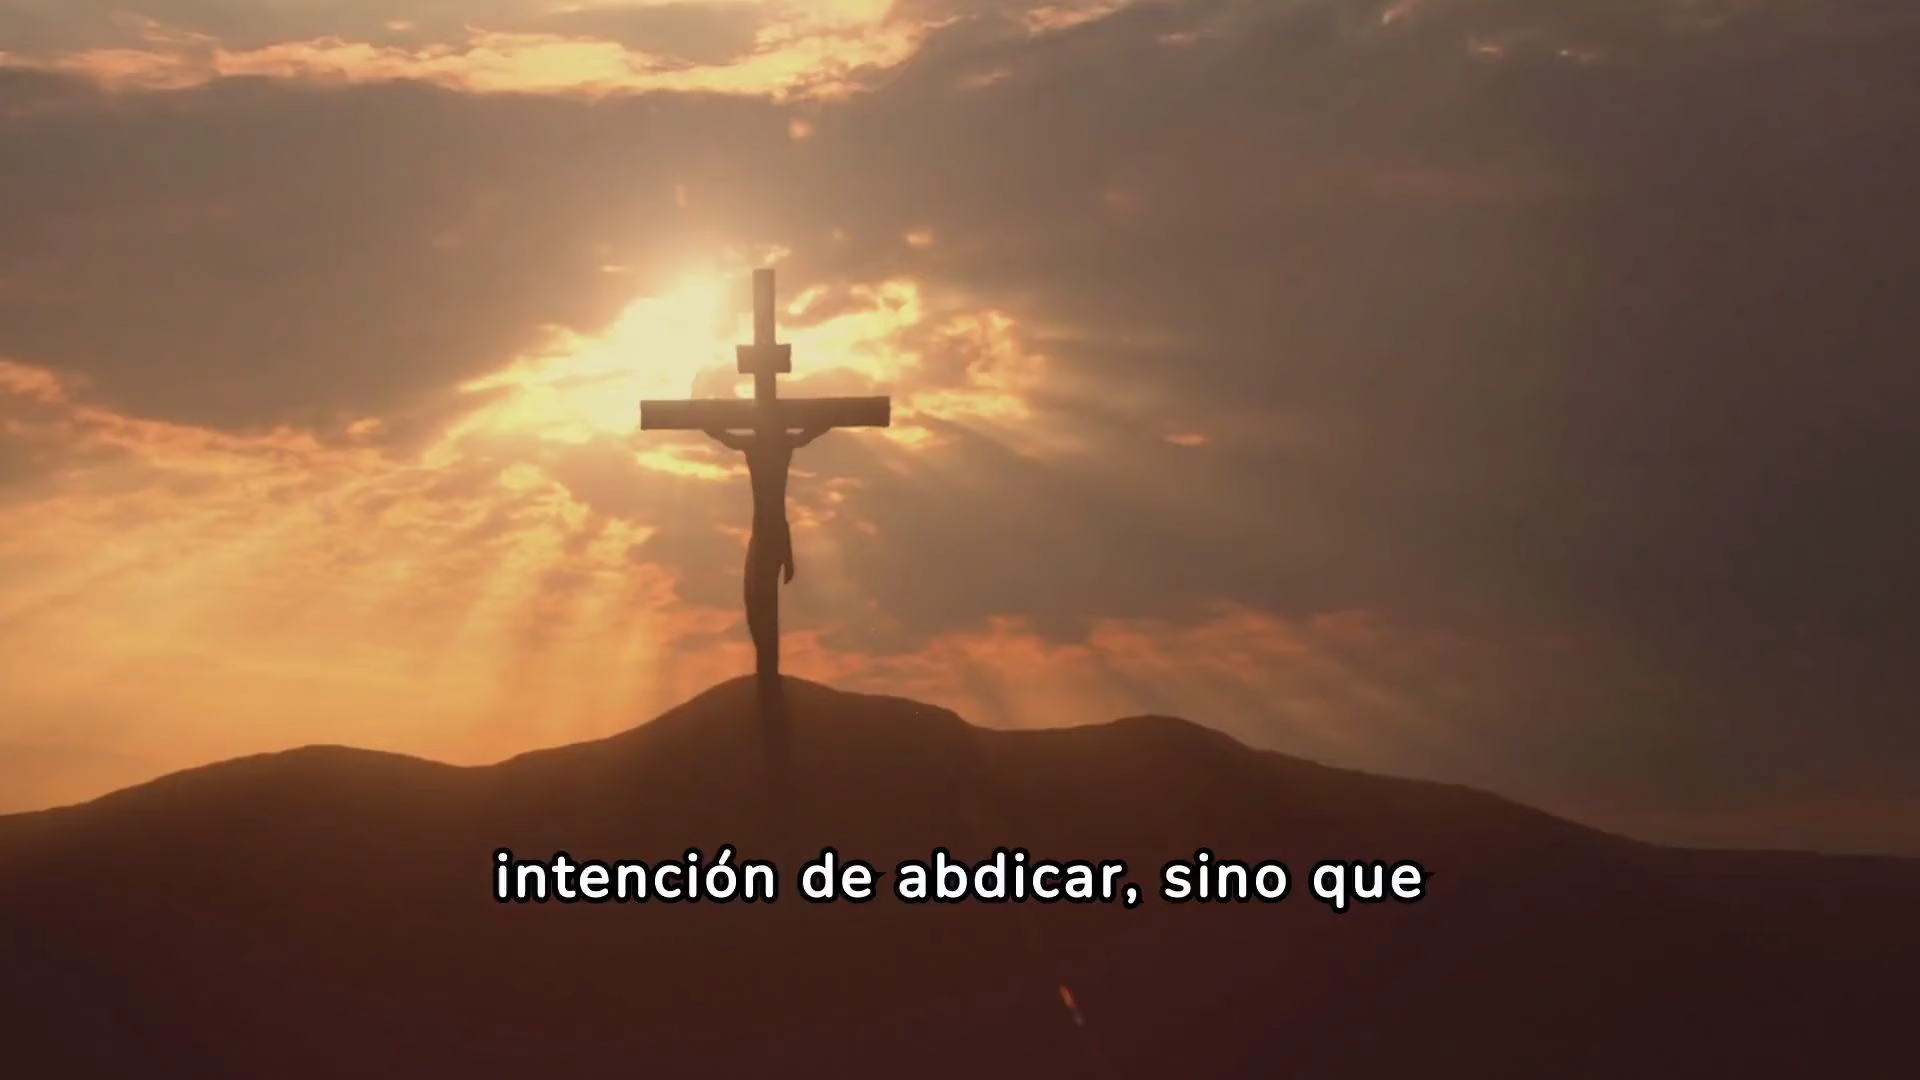 intención de abdicar, sino que